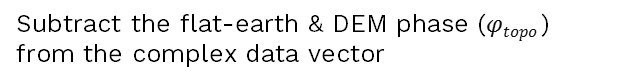 Subtract the flat-earth & DEM phase (φ_topo)
from the complex data vector